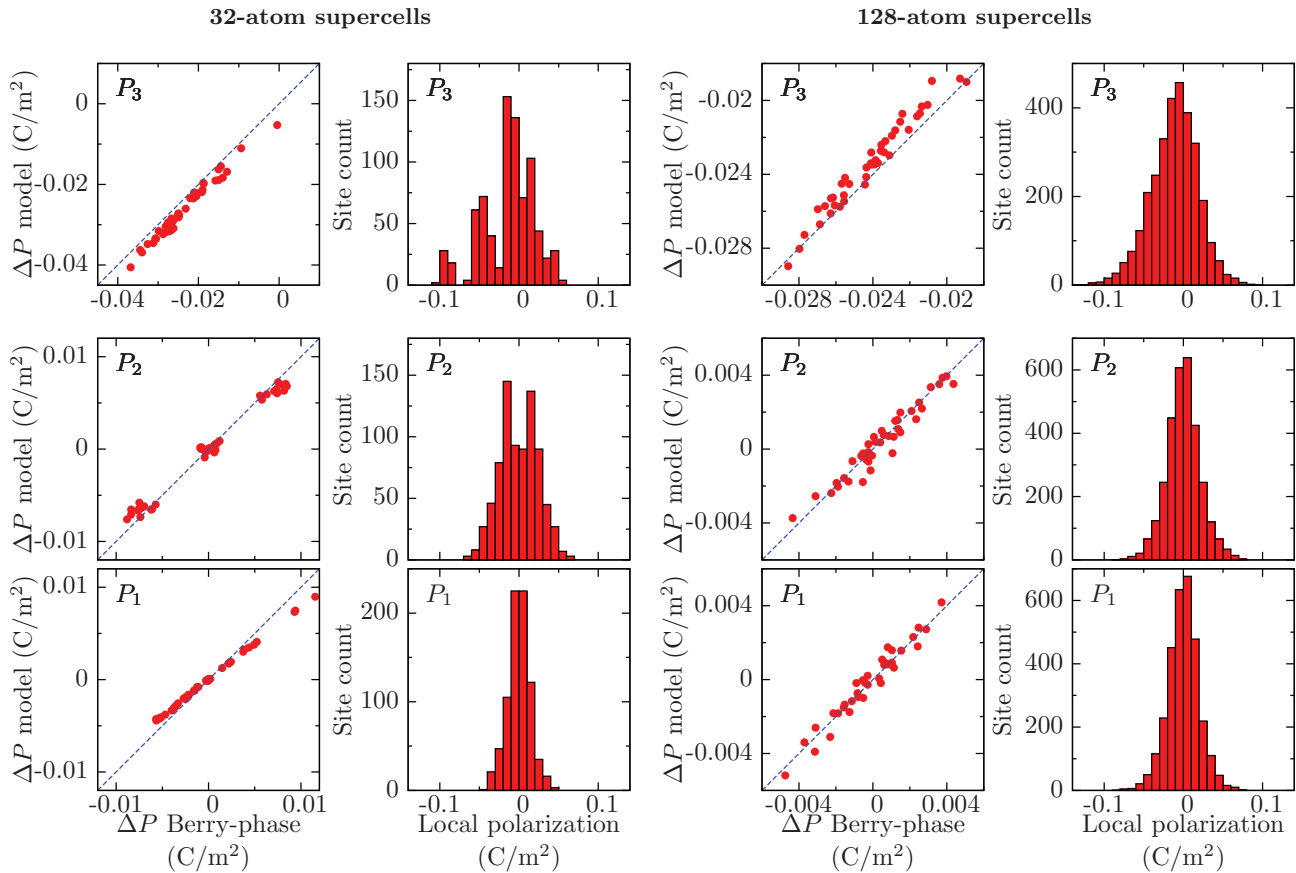 32-atom supercells
128-atom supercells
P3
ΔP model (C/m²)
0
-0.02
-0.04
-0.04 -0.02 0
P3
Site count
150
100
50
0
-0.1 0 0.1
P3
ΔP model (C/m²)
-0.02
-0.024
-0.028
-0.028 -0.024 -0.02
P3
Site count
400
200
0
-0.1 0 0.1
P2
ΔP model (C/m²)
0.01
0
-0.01
P2
Site count
150
100
50
0
P2
ΔP model (C/m²)
0.004
0
-0.004
P2
Site count
600
400
200
0
P1
ΔP model (C/m²)
0.01
0
-0.01
-0.01 0 0.01
ΔP Berry-phase
(C/m²)
P1
Site count
200
100
0
-0.1 0 0.1
Local polarization
(C/m²)
P1
ΔP model (C/m²)
0.004
0
-0.004
-0.004 0 0.004
ΔP Berry-phase
(C/m²)
P1
Site count
600
400
200
0
-0.1 0 0.1
Local polarization
(C/m²)